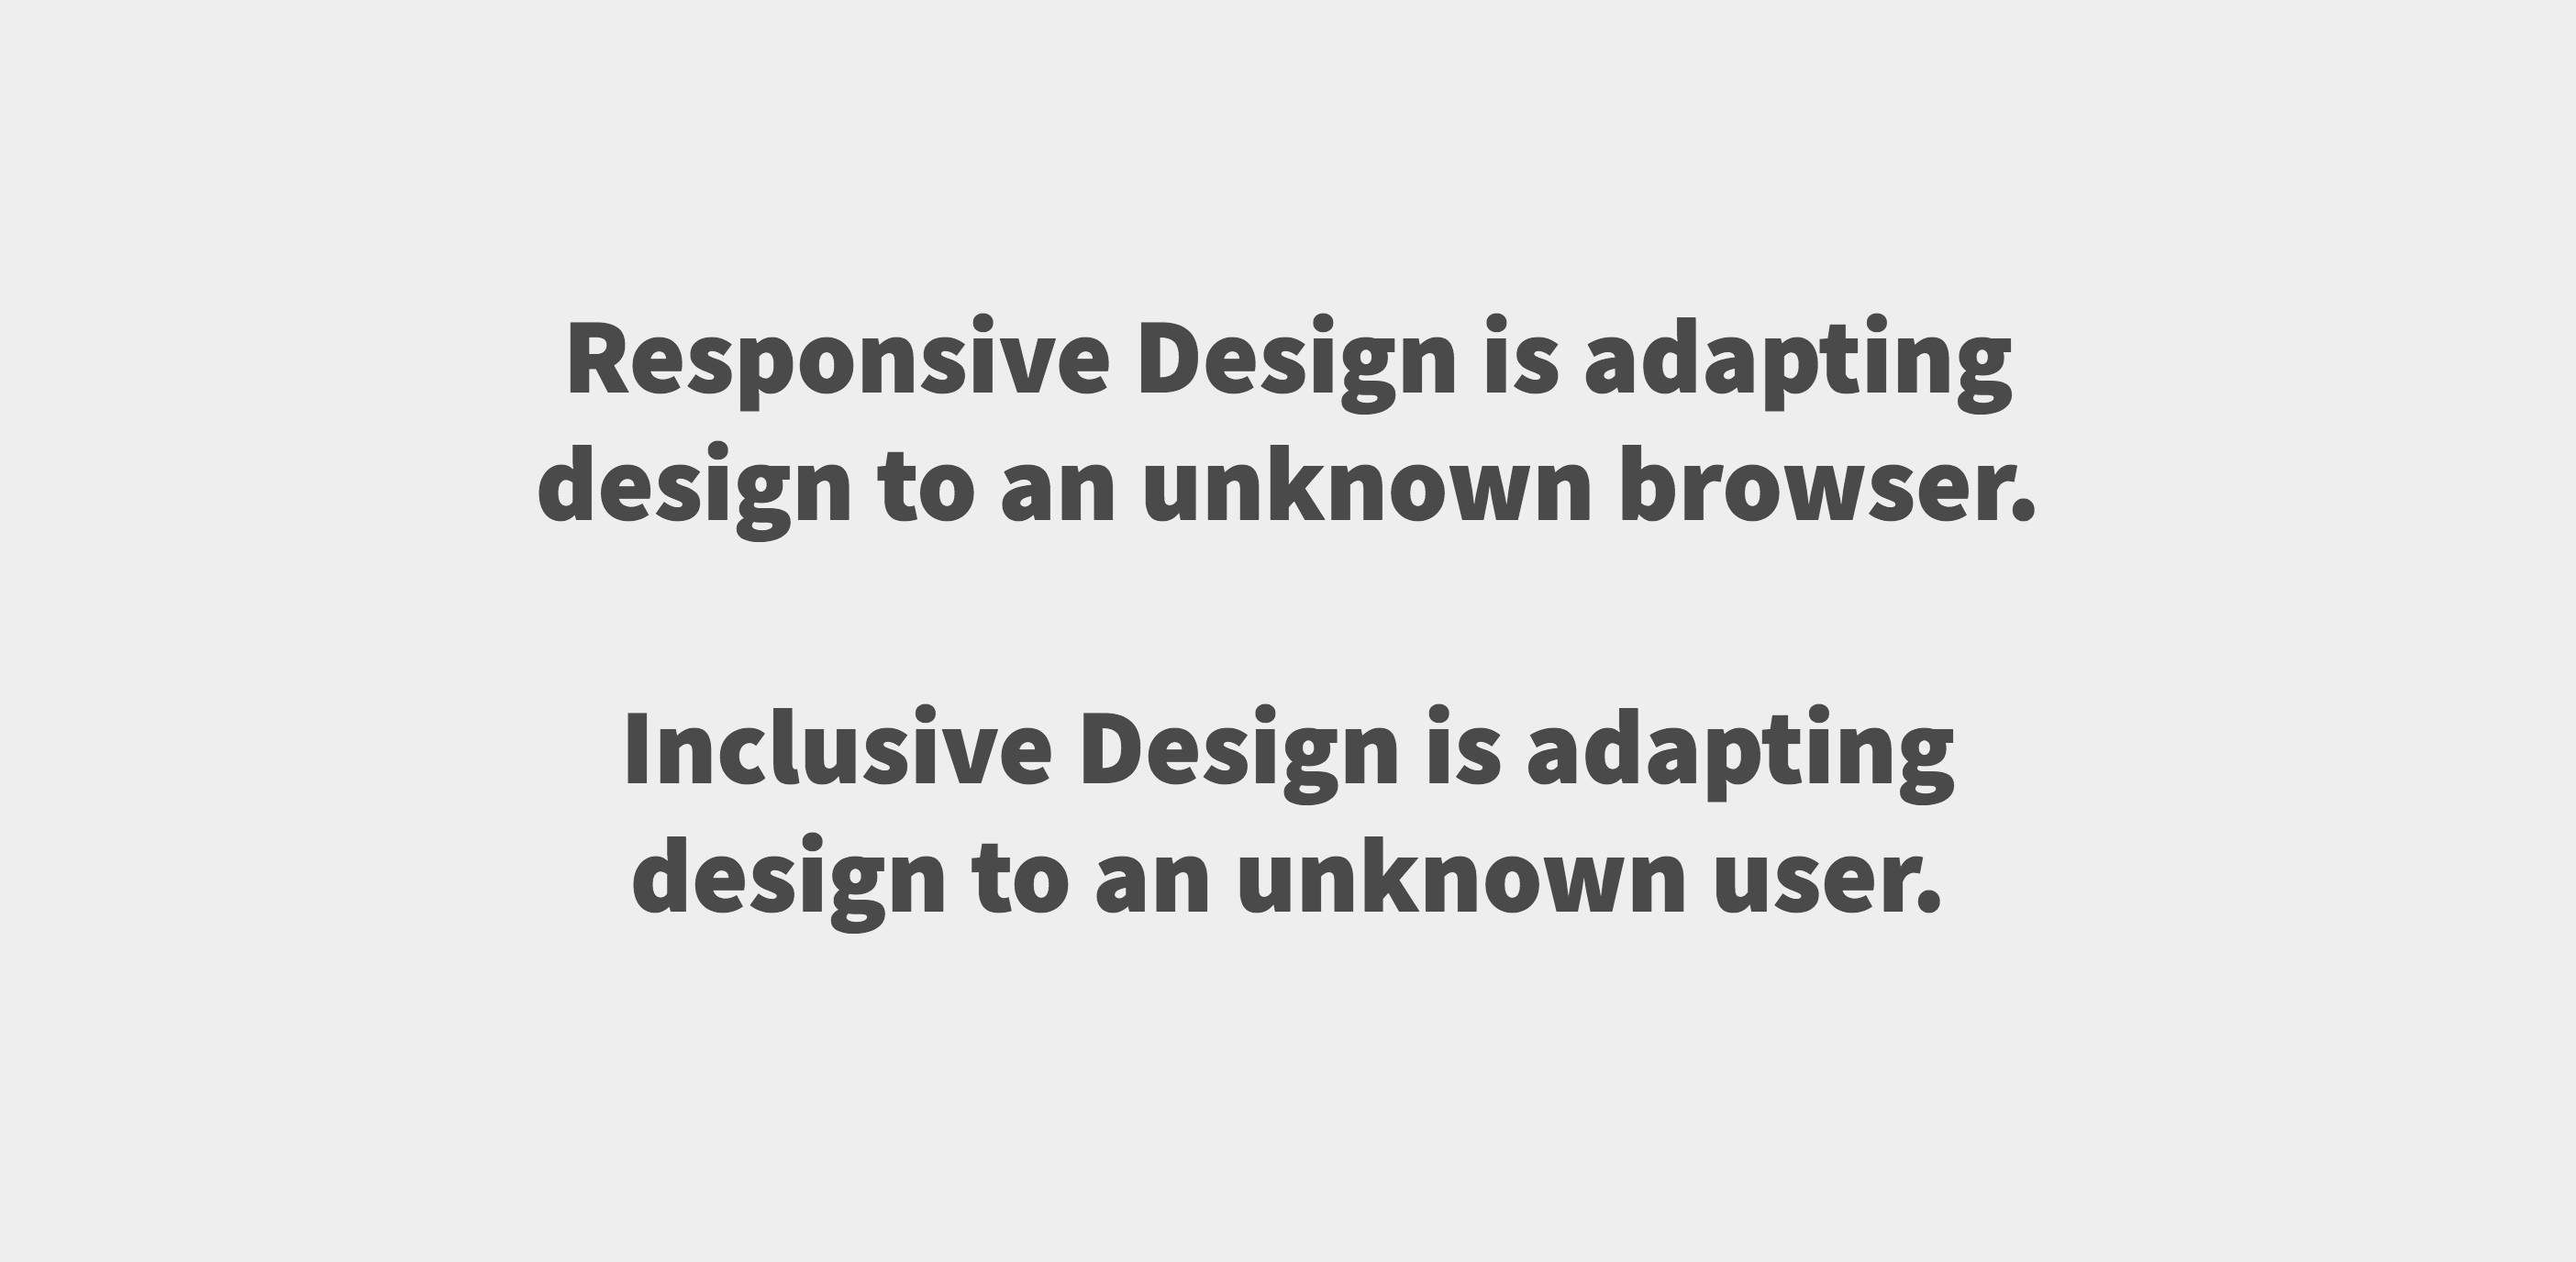 Responsive Design is adapting
design to an unknown browser.
Inclusive Design is adapting
design to an unknown user.